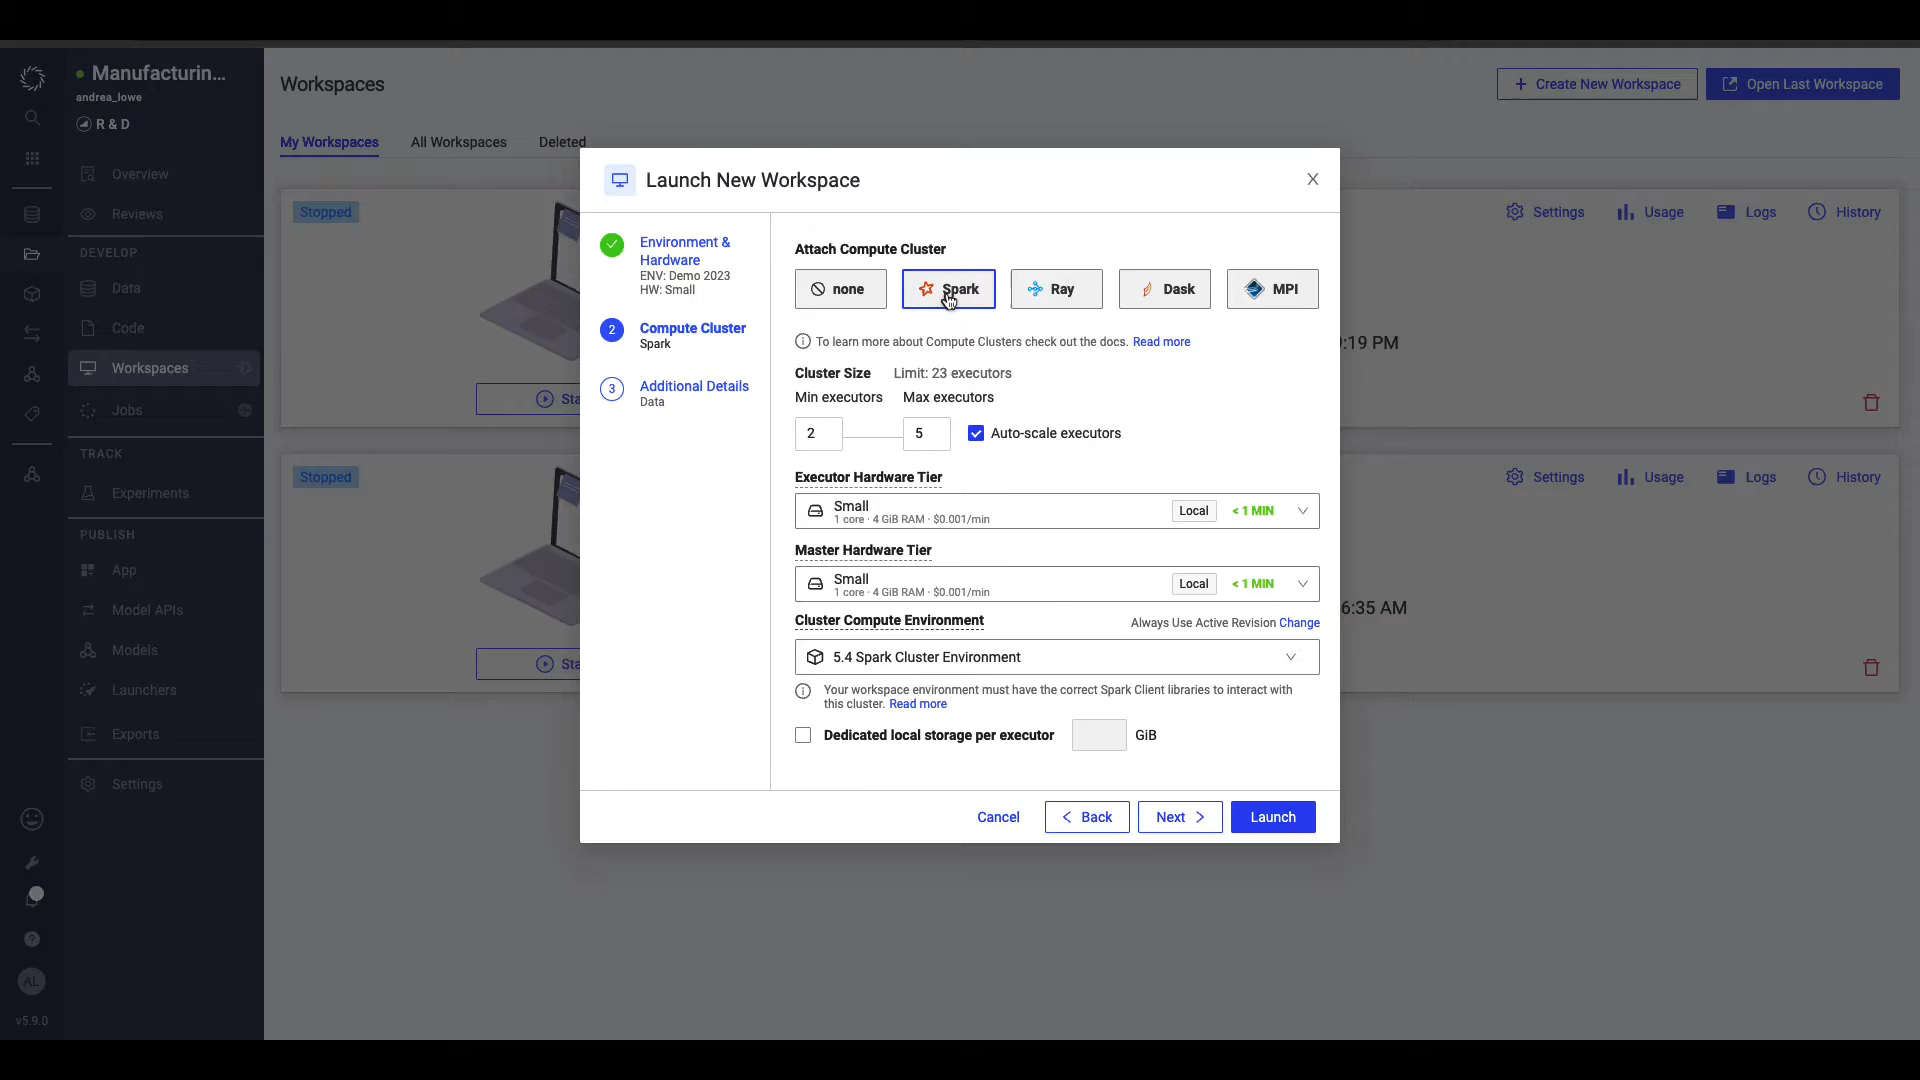 Manufacturin...
andrea_lowe
R & D
Overview
Reviews
DEVELOP
Data
Code
Workspaces
Jobs
TRACK
Experiments
PUBLISH
App
Model APIs
Models
Launchers
Exports
Settings
AL
v5.9.0
Workspaces
+ Create New Workspace
Open Last Workspace
My Workspaces
All Workspaces
Deleted
Stopped
Settings
Usage
Logs
History
:19 PM
Sta
Stopped
Settings
Usage
Logs
History
6:35 AM
Sta
Launch New Workspace
Environment &
Hardware
ENV: Demo 2023
HW: Small
2
Compute Cluster
Spark
3
Additional Details
Data
Attach Compute Cluster
none
Spark
Ray
Dask
MPI
To learn more about Compute Clusters check out the docs. Read more
Cluster Size Limit: 23 executors
Min executors Max executors
2
5
Auto-scale executors
Executor Hardware Tier
Small
1 core · 4 GiB RAM · $0.001/min
Local
< 1 MIN
Master Hardware Tier
Small
1 core · 4 GiB RAM · $0.001/min
Local
< 1 MIN
Cluster Compute Environment
Always Use Active Revision Change
5.4 Spark Cluster Environment
Your workspace environment must have the correct Spark Client libraries to interact with
this cluster. Read more
Dedicated local storage per executor
GiB
Cancel
Back
Next
Launch